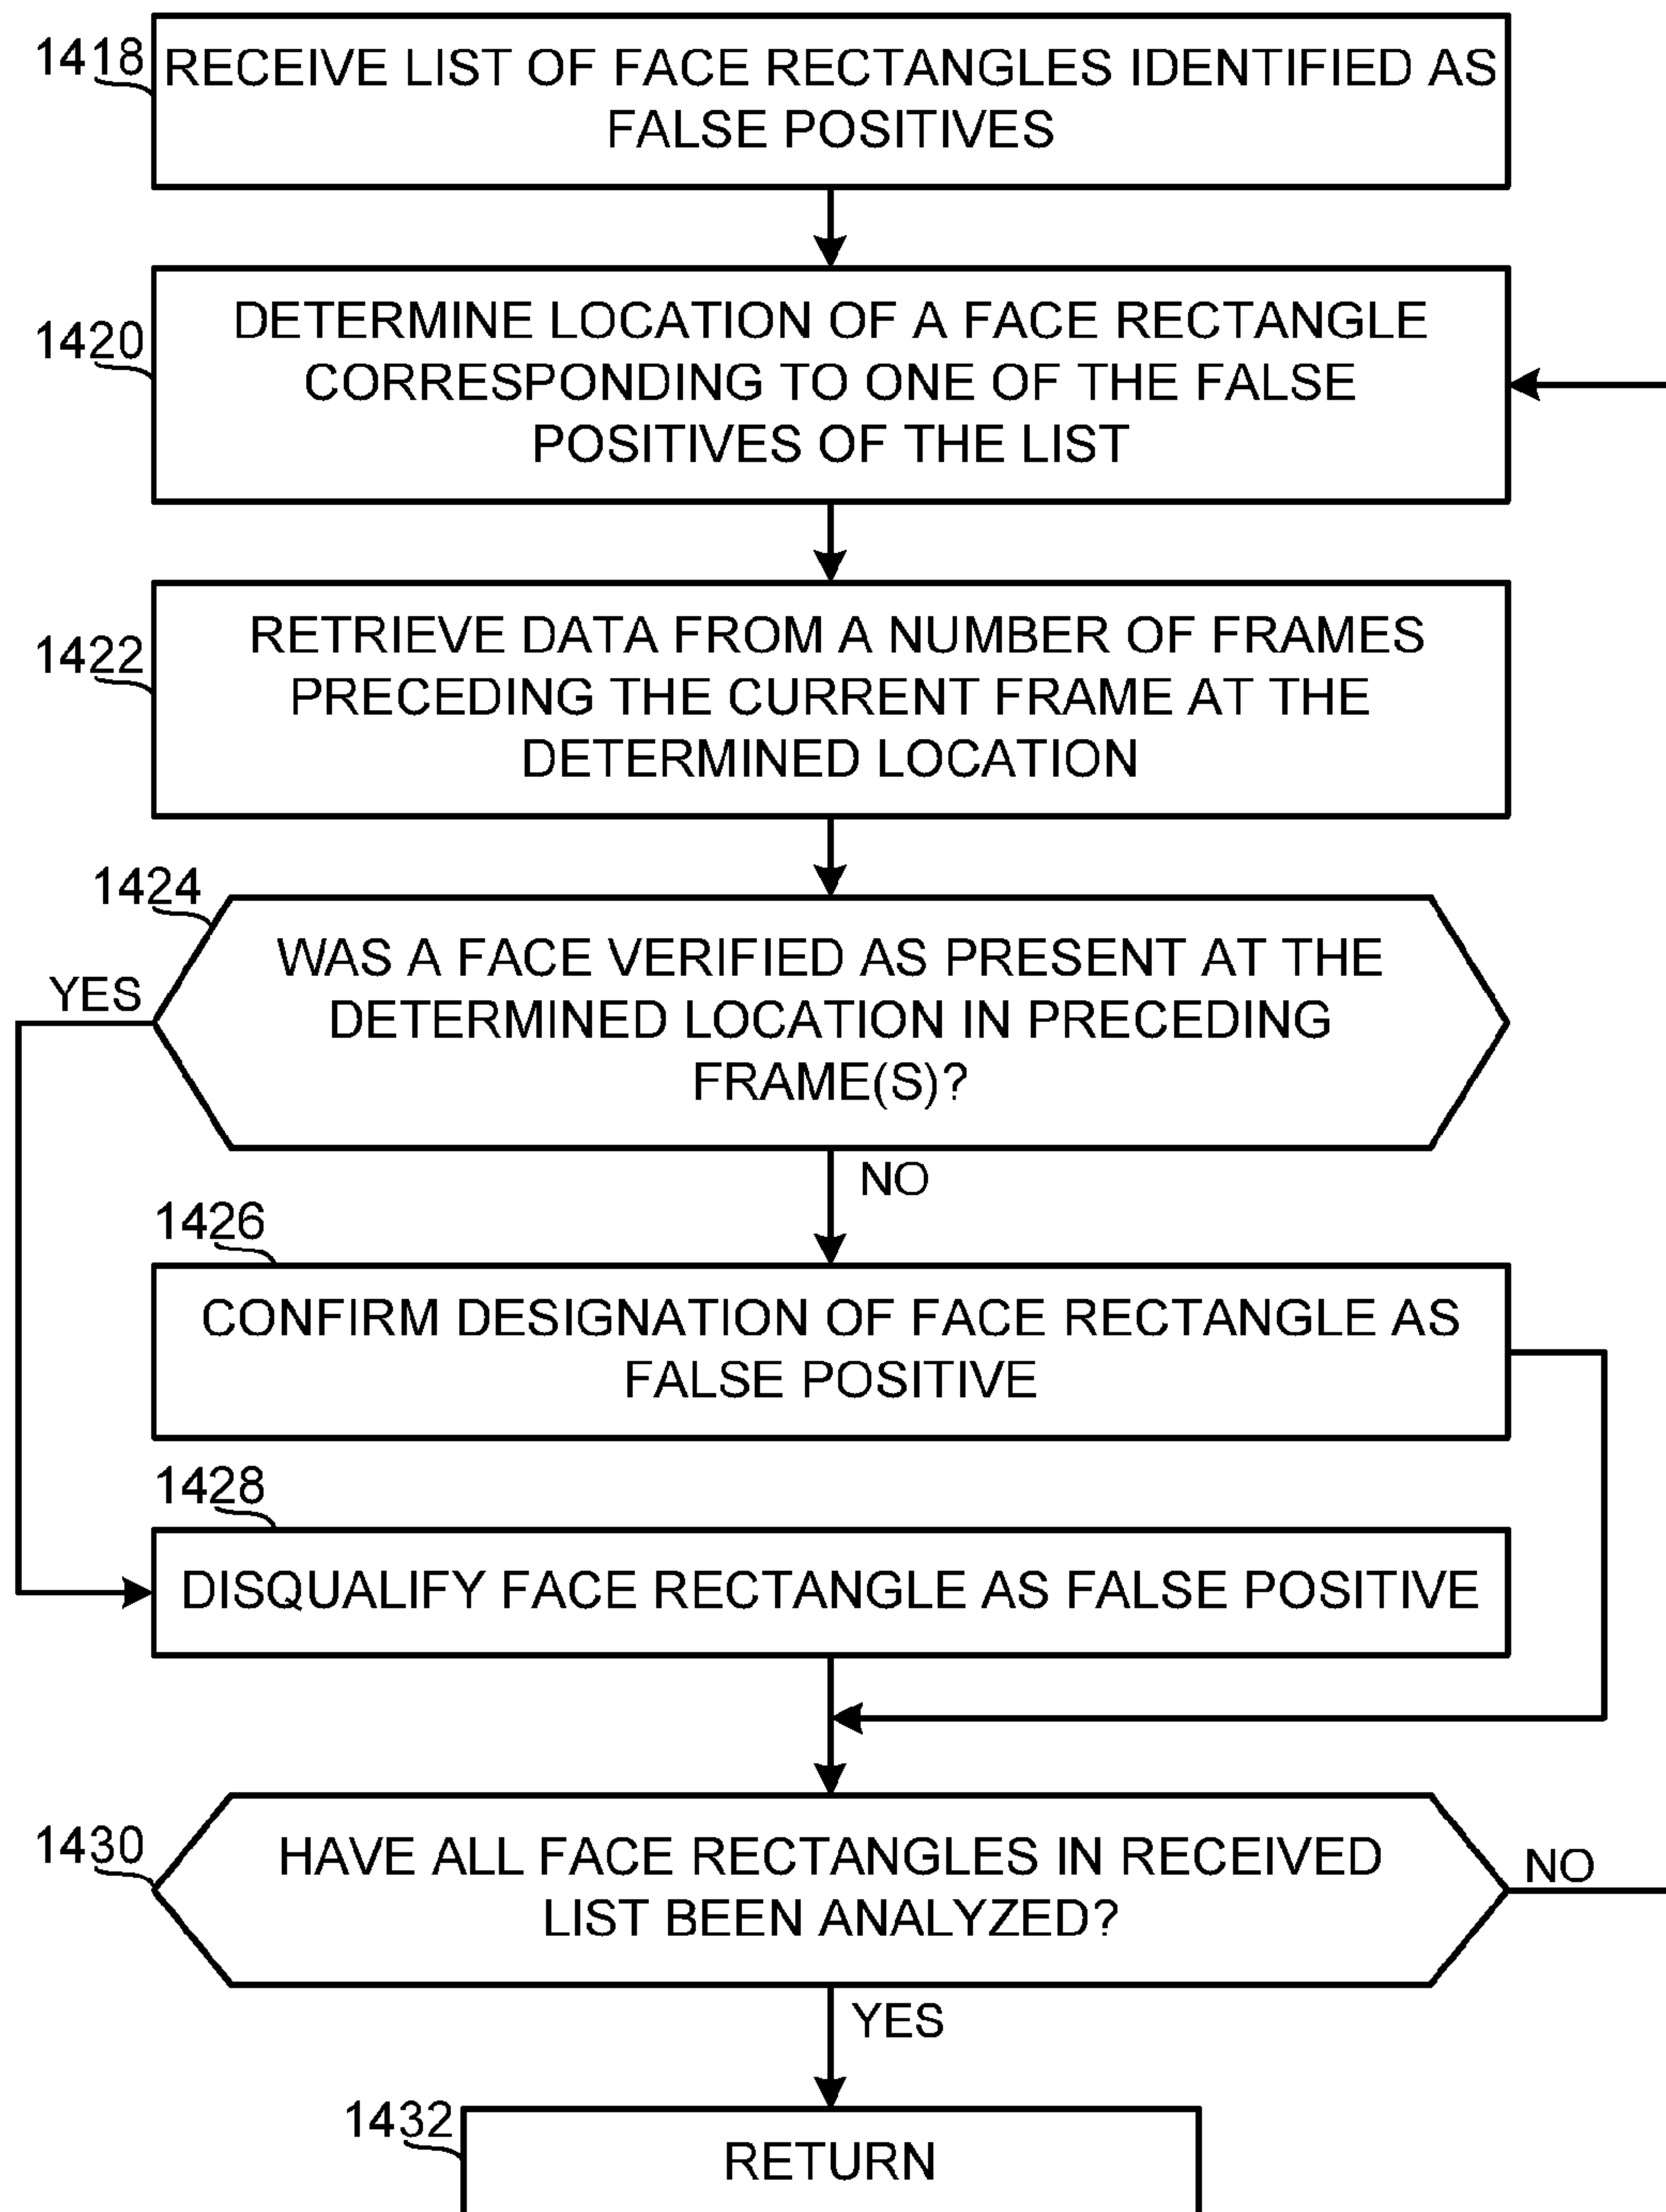 1418
RECEIVE LIST OF FACE RECTANGLES IDENTIFIED AS
FALSE POSITIVES
1420
DETERMINE LOCATION OF A FACE RECTANGLE
CORRESPONDING TO ONE OF THE FALSE
POSITIVES OF THE LIST
1422
RETRIEVE DATA FROM A NUMBER OF FRAMES
PRECEDING THE CURRENT FRAME AT THE
DETERMINED LOCATION
1424
WAS A FACE VERIFIED AS PRESENT AT THE
DETERMINED LOCATION IN PRECEDING
FRAME(S)?
YES
NO
1426
CONFIRM DESIGNATION OF FACE RECTANGLE AS
FALSE POSITIVE
1428
DISQUALIFY FACE RECTANGLE AS FALSE POSITIVE
1430
HAVE ALL FACE RECTANGLES IN RECEIVED
LIST BEEN ANALYZED?
NO
YES
1432
RETURN